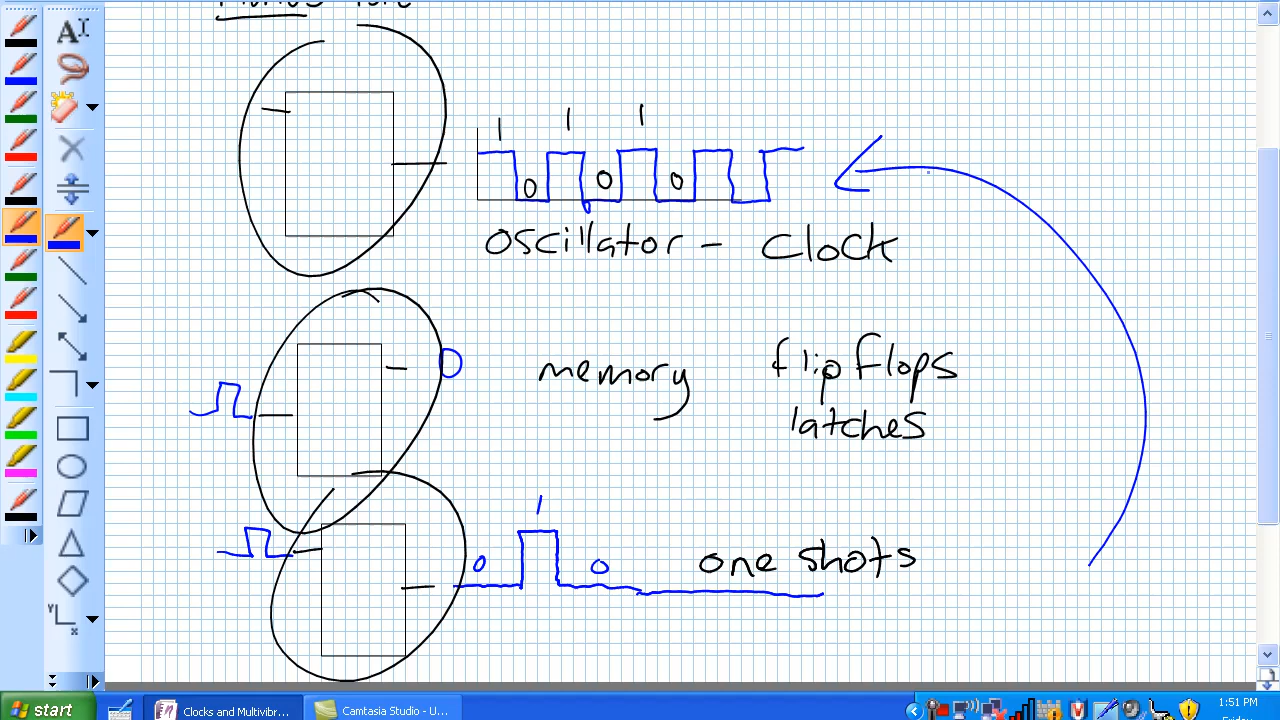 1 1 1
0 0 0
oscillator - clock
0
memory flip flops
latches
1
0 0
one shots
start
Clocks and Multivibr...
Camtasia Studio - U...
1:51 PM